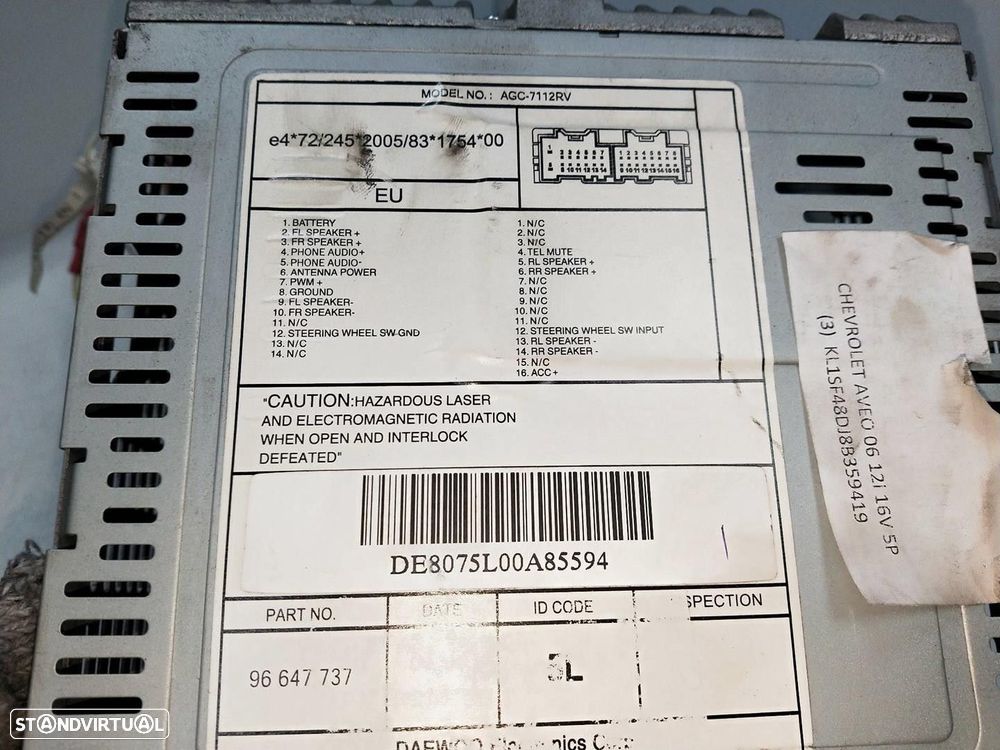 MODEL NO.: AGC-7112RV
e4*72/245*2005/83*1754*00
EU
1. BATTERY
2. FL SPEAKER +
3. FR SPEAKER +
4. PHONE AUDIO+
5. PHONE AUDIO-
6. ANTENNA POWER
7. PWM +
8. GROUND
9. FL SPEAKER-
10. FR SPEAKER-
11. N/C
12. STEERING WHEEL SW GND
13. N/C
14. N/C
1. N/C
2. N/C
3. N/C
4. TEL MUTE
5. RL SPEAKER +
6. RR SPEAKER +
7. N/C
8. N/C
9. N/C
10. N/C
11. N/C
12. STEERING WHEEL SW INPUT
13. RL SPEAKER -
14. RR SPEAKER -
15. N/C
16. ACC+
"CAUTION:HAZARDOUS LASER
AND ELECTROMAGNETIC RADIATION
WHEN OPEN AND INTERLOCK
DEFEATED"
DE8075L00A85594
PART NO. DATE ID CODE
96 647 737
DAEWOO
CHEVROLET AVEO 06 12i 16V 5P
(3) KL1SF48DJ8B359419
STANDVIRTUAL